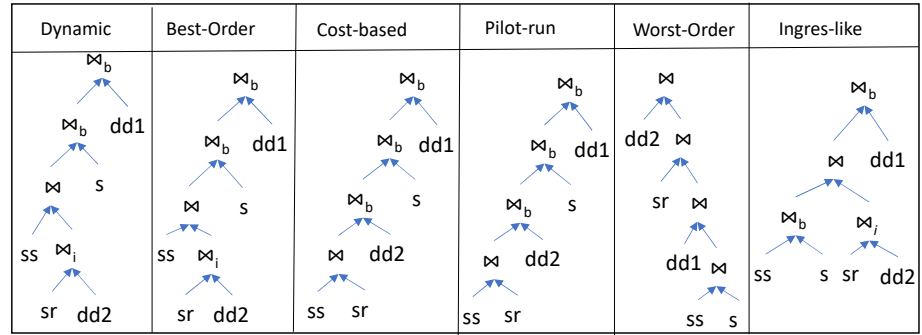 Dynamic Best-Order Cost-based Pilot-run Worst-Order Ingres-like
⋈b ⋈b ⋈b ⋈b ⋈ ⋈b
⋈b dd1 ⋈b dd1 ⋈b dd1 ⋈b dd1 dd2 ⋈ ⋈ dd1
⋈ s ⋈ s ⋈b s ⋈b s sr ⋈ ⋈b ⋈i
ss ⋈i ss ⋈i ⋈ dd2 ⋈ dd2 dd1 ⋈ ss s sr dd2
sr dd2 sr dd2 ss sr ss sr ss s